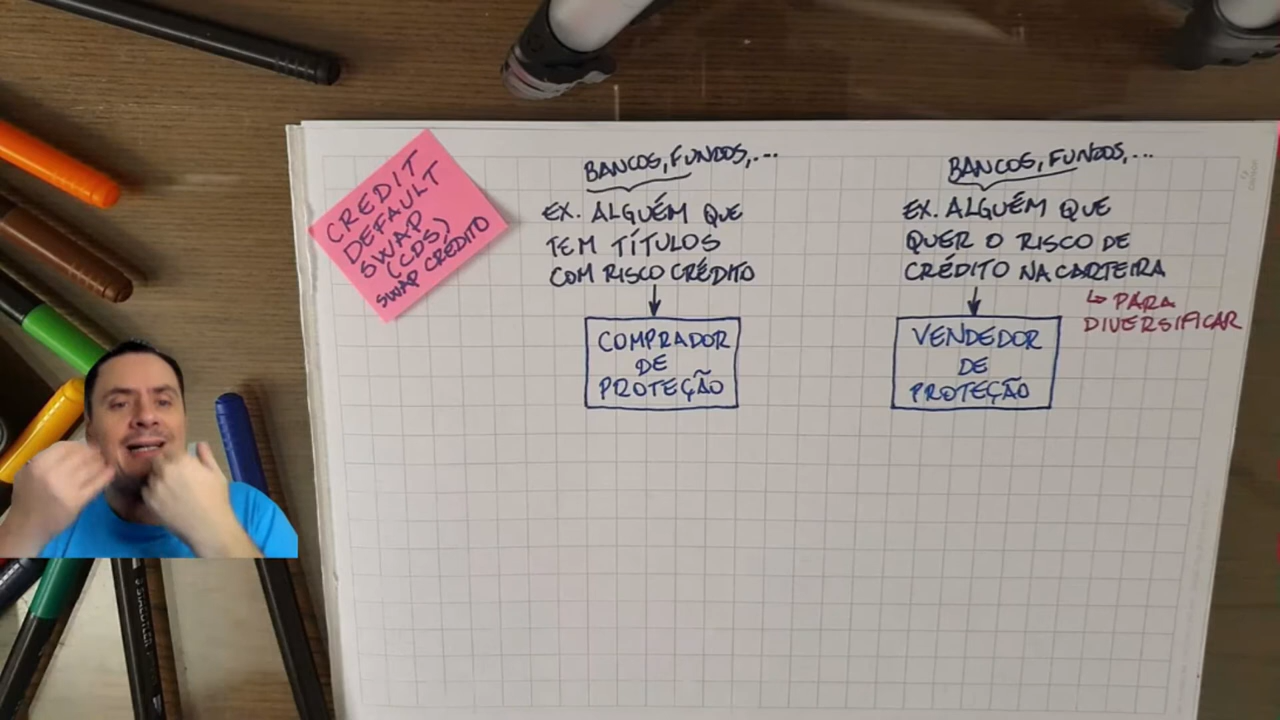 CREDIT
DEFAULT
SWAP
(CDS)
SWAP CRÉDITO
BANCOS, FUNDOS,...
EX. ALGUÉM QUE
TEM TÍTULOS
COM RISCO CRÉDITO
COMPRADOR
DE
PROTEÇÃO
BANCOS, FUNDOS,...
EX. ALGUÉM QUE
QUER O RISCO DE
CRÉDITO NA CARTEIRA
↳ PARA
DIVERSIFICAR
VENDEDOR
DE
PROTEÇÃO
STAEDTLER